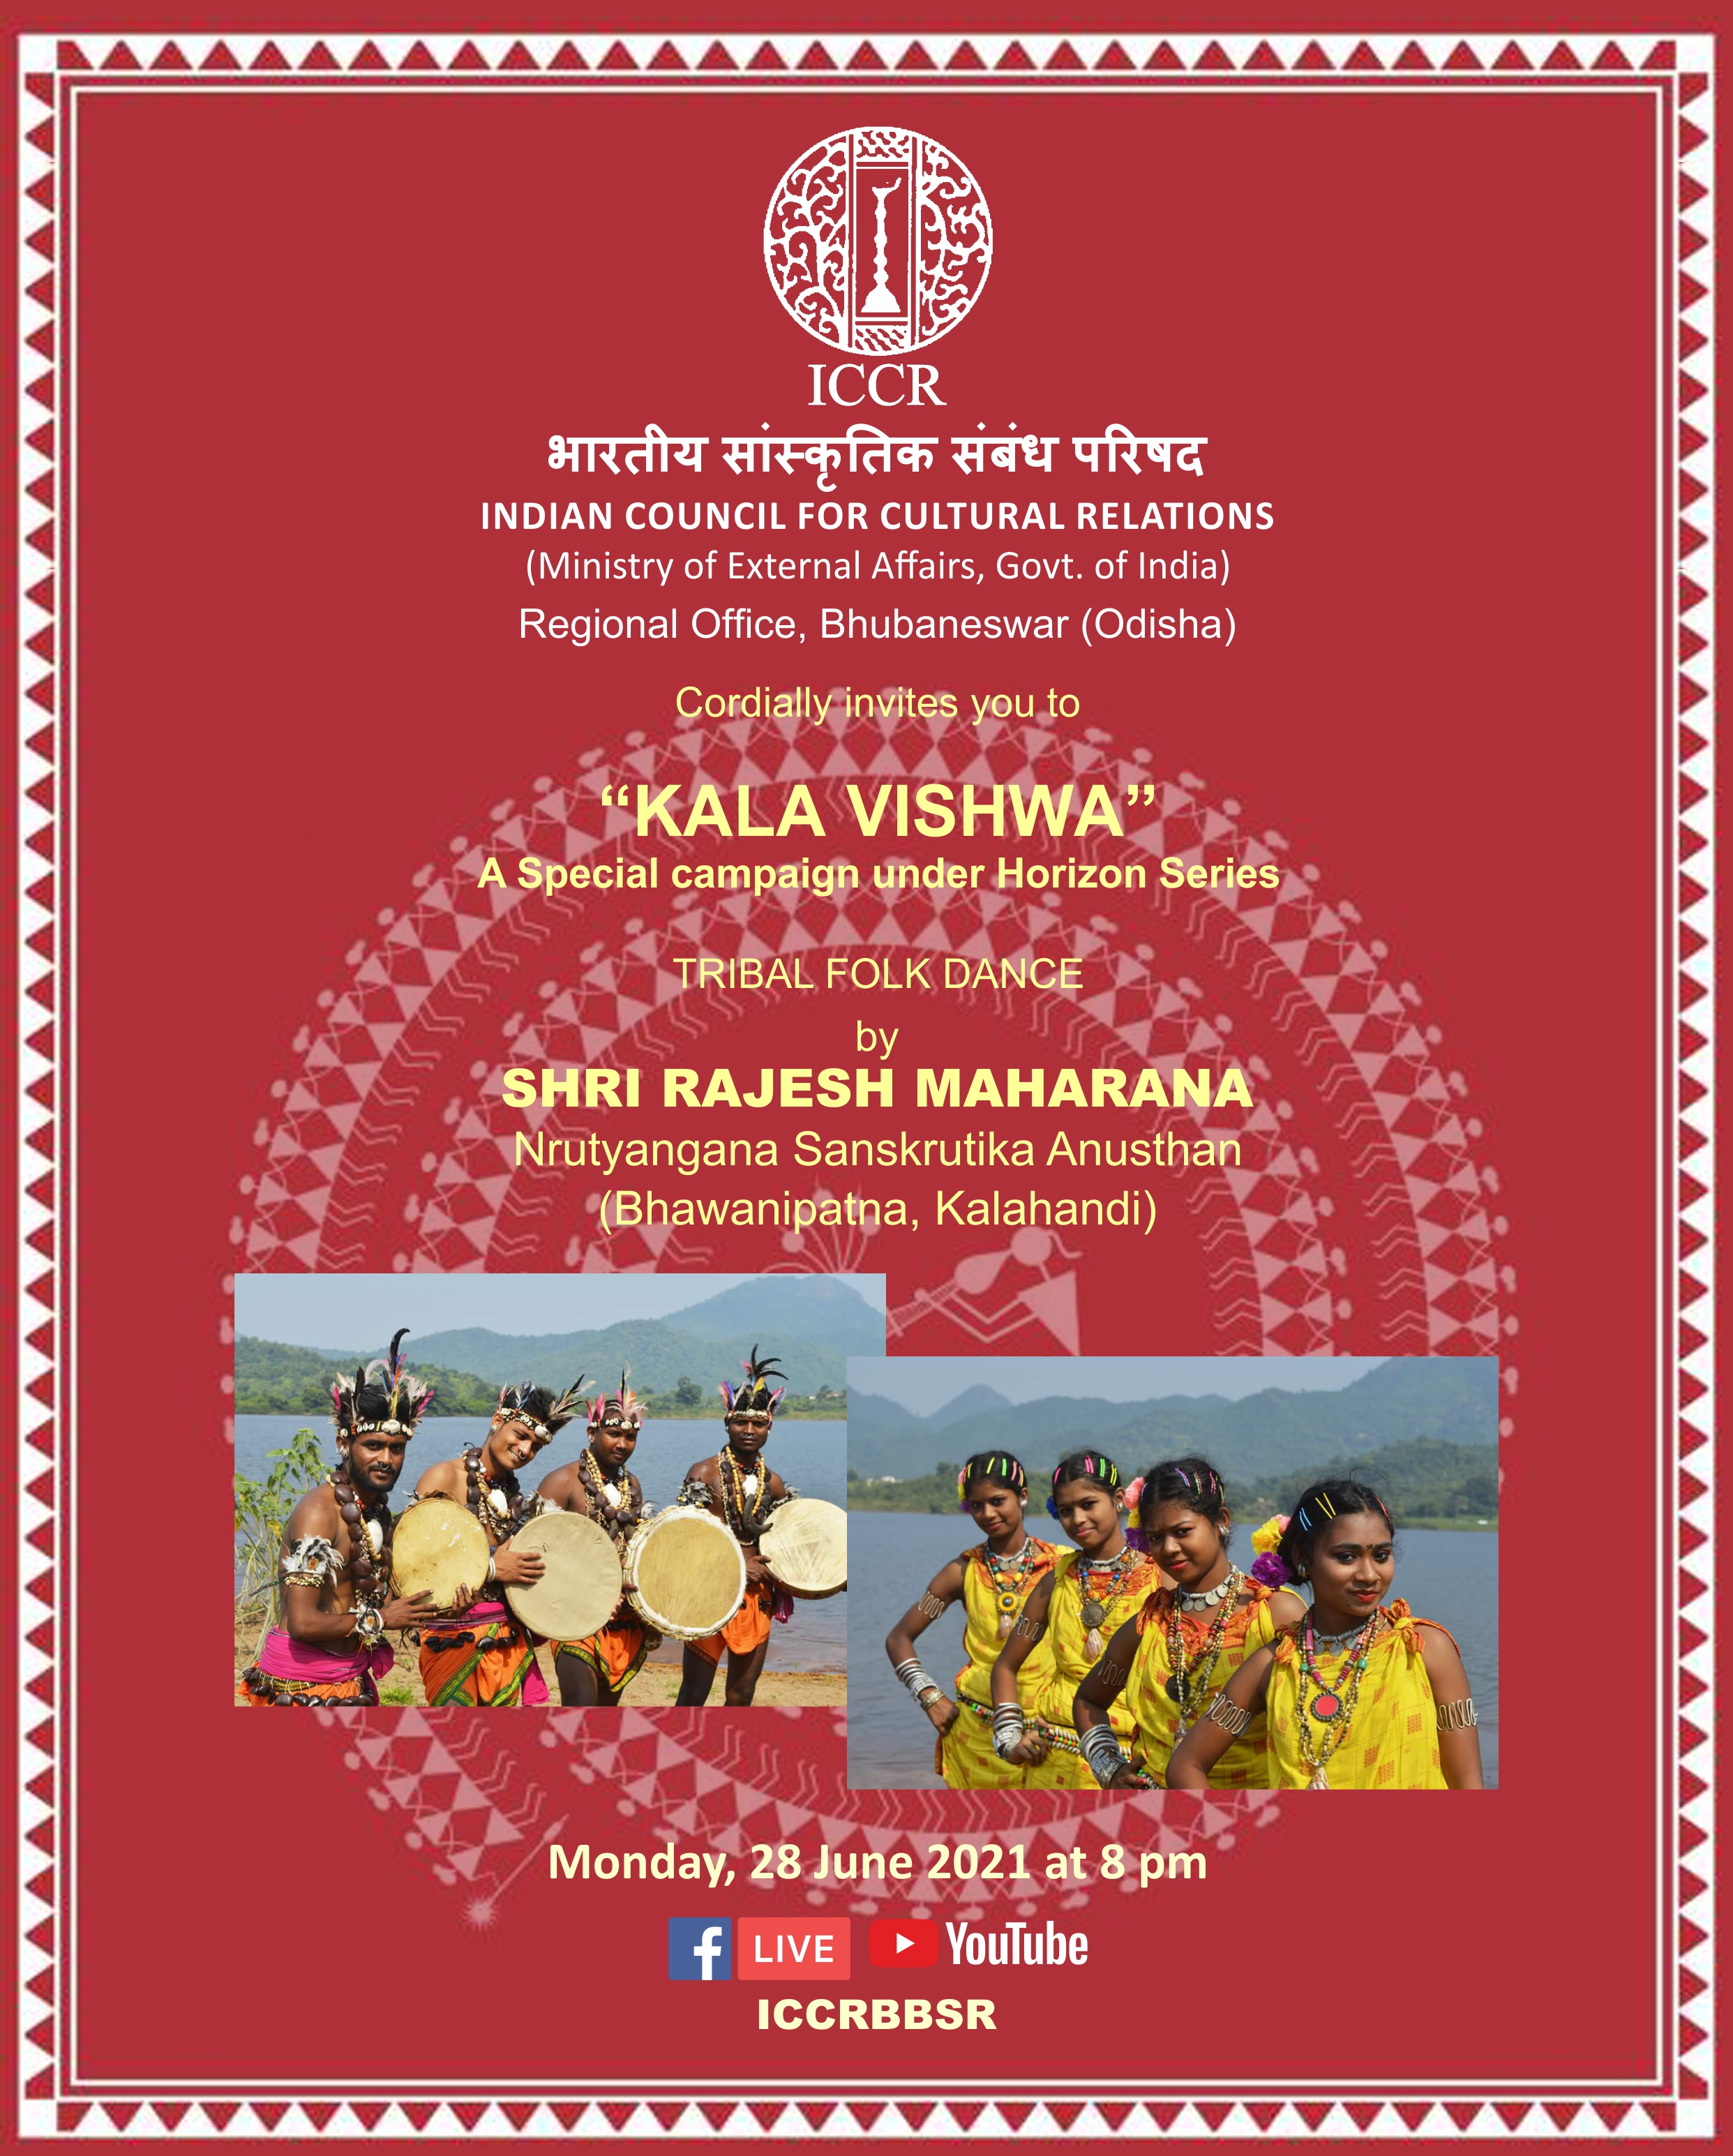 ICCR
भारतीय सांस्कृतिक संबंध परिषद
INDIAN COUNCIL FOR CULTURAL RELATIONS
(Ministry of External Affairs, Govt. of India)
Regional Office, Bhubaneswar (Odisha)
Cordially invites you to
“KALA VISHWA”
A Special campaign under Horizon Series
TRIBAL FOLK DANCE
by
SHRI RAJESH MAHARANA
Nrutyangana Sanskrutika Anusthan
(Bhawanipatna, Kalahandi)
Monday, 28 June 2021 at 8 pm
f LIVE YouTube
ICCRBBSR